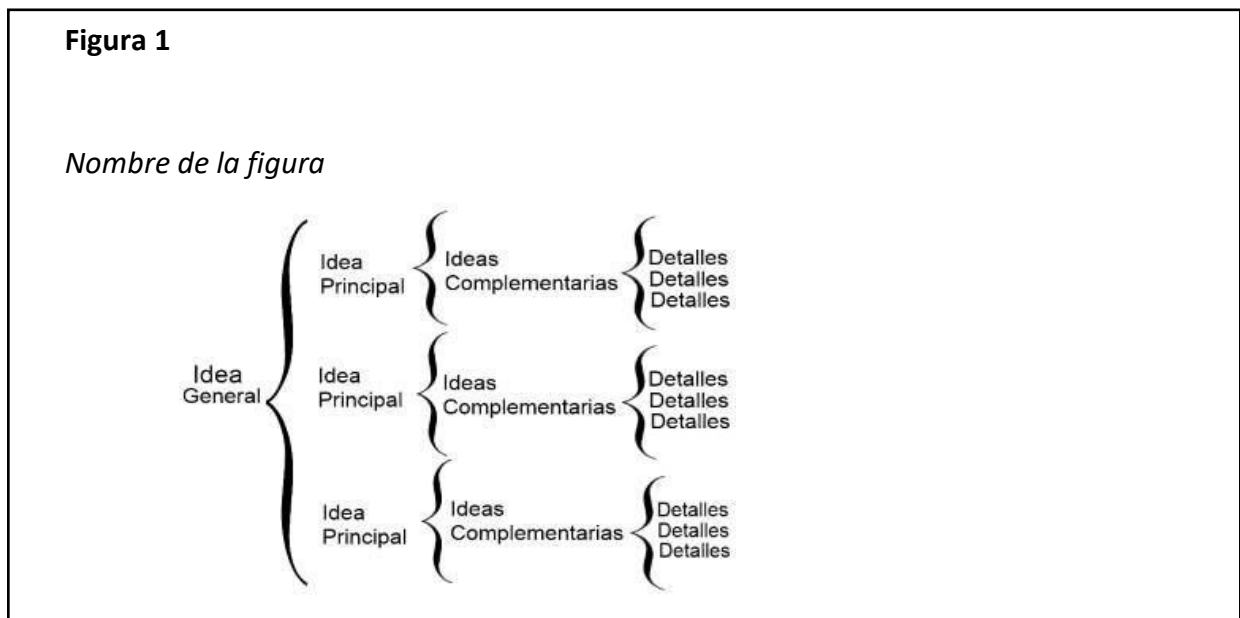 Figura 1
Nombre de la figura
Idea
General
Idea
Principal
Ideas
Complementarias
Detalles
Detalles
Detalles
Idea
Principal
Ideas
Complementarias
Detalles
Detalles
Detalles
Idea
Principal
Ideas
Complementarias
Detalles
Detalles
Detalles